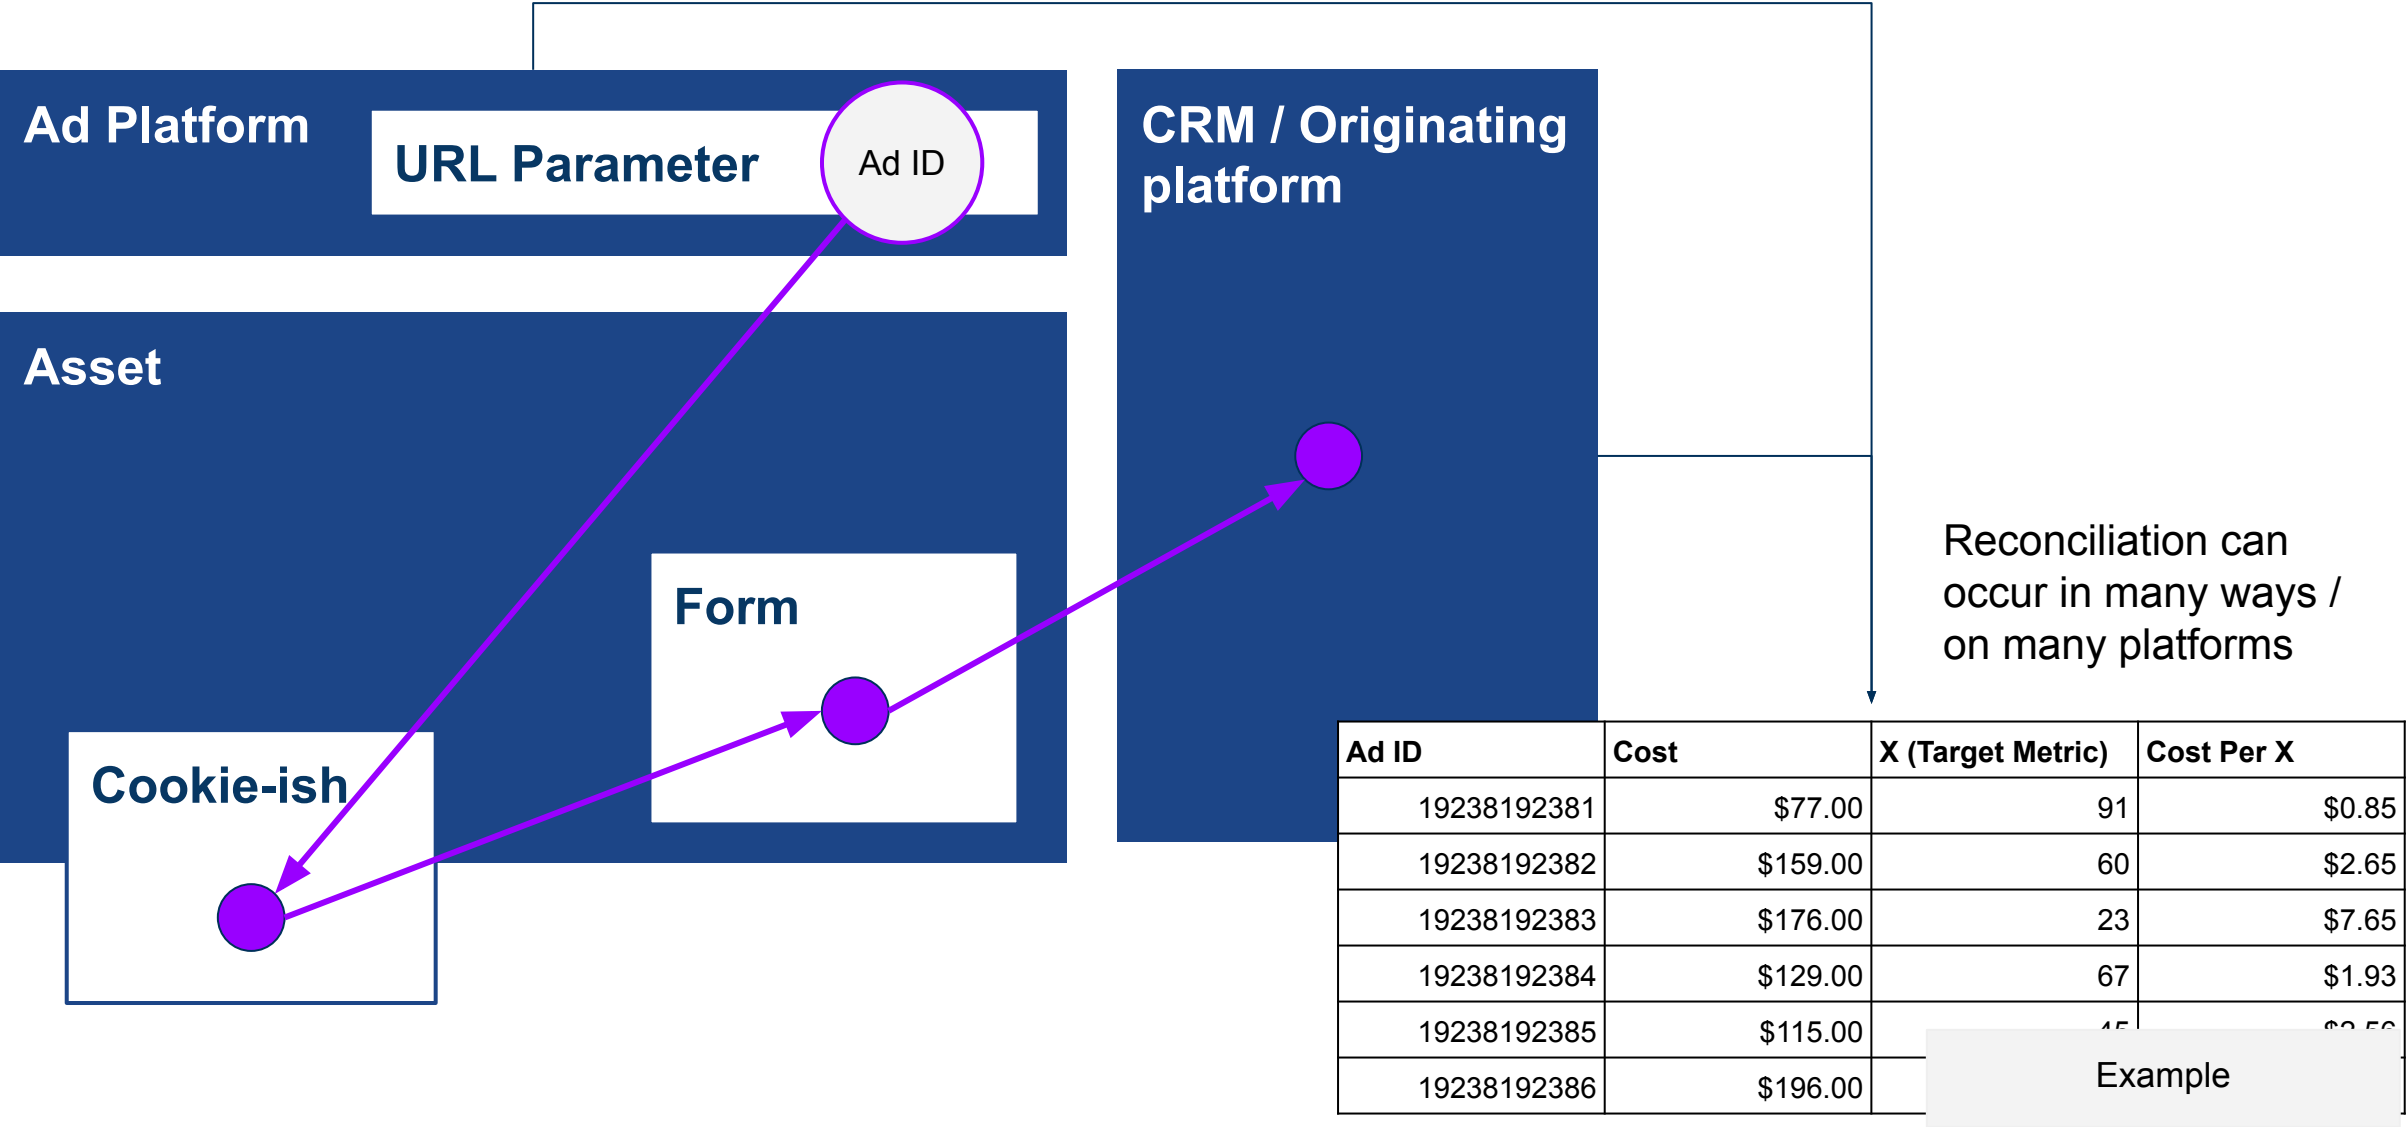 Ad Platform
URL Parameter
Ad ID
CRM / Originating
platform
Asset
Form
Cookie-ish
Reconciliation can
occur in many ways /
on many platforms
Ad ID Cost X (Target Metric) Cost Per X
19238192381 $77.00 91 $0.85
19238192382 $159.00 60 $2.65
19238192383 $176.00 23 $7.65
19238192384 $129.00 67 $1.93
19238192385 $115.00 45 $2.56
19238192386 $196.00
Example